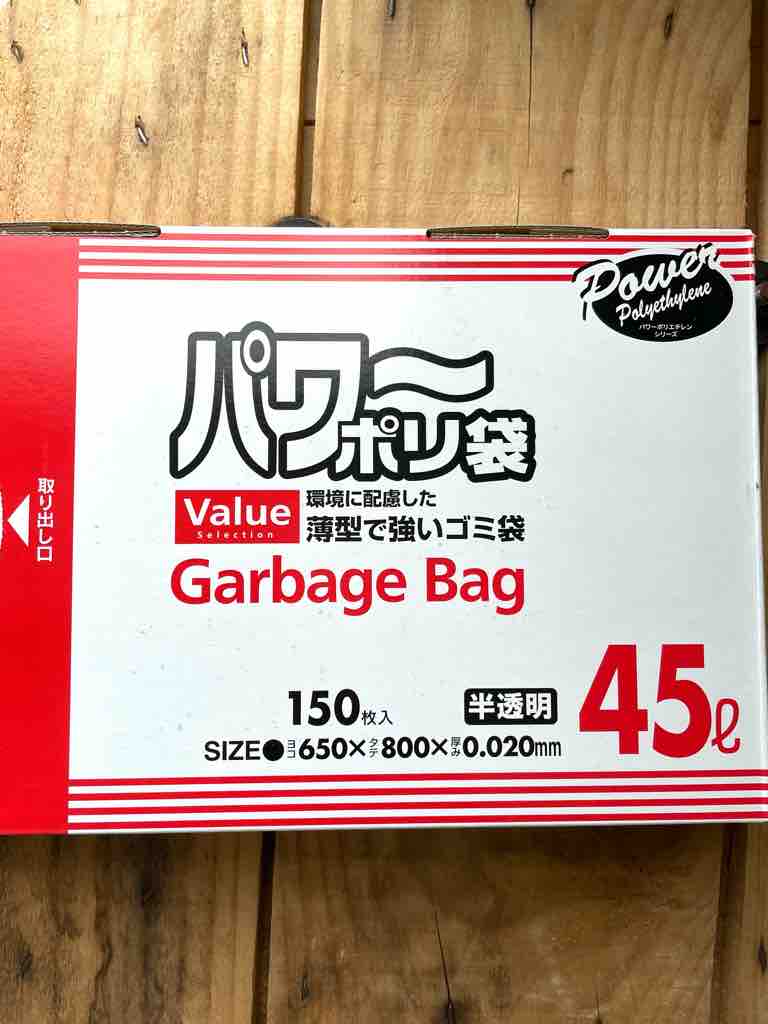 Power
Polyethylene
パワーポリエチレン
シリーズ
パワーポリ袋
Value
Selection
環境に配慮した
薄型で強いゴミ袋
Garbage Bag
取り出し口
150枚入
半透明
45ℓ
SIZE●ヨコ650×タテ800×厚み0.020mm